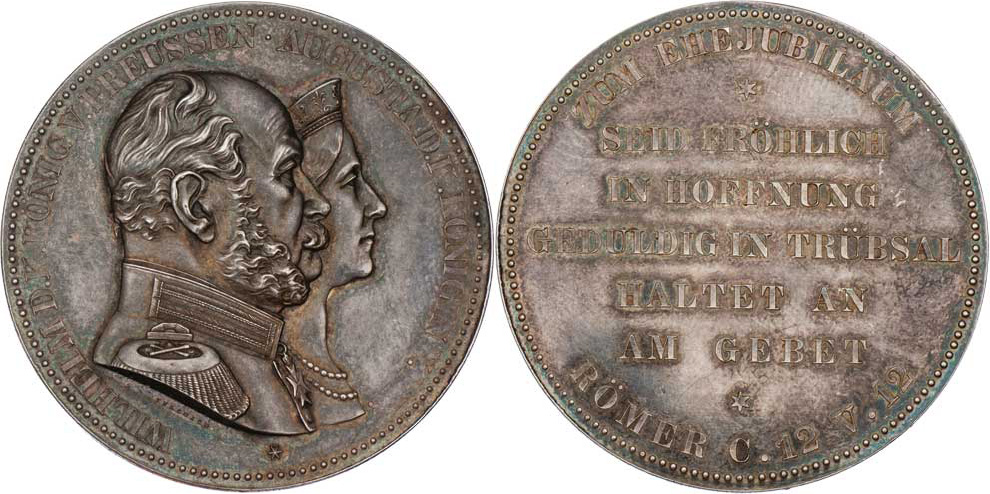 WILHELM D. I. KÖNIG V. PREUSSEN · AUGUSTA D. I. KÖNIGIN
ZUM EHEJUBILÄUM
SEID FRÖHLICH
IN HOFFNUNG
GEDULDIG IN TRÜBSAL
HALTET AN
AM GEBET
RÖMER C. 12 V. 12.